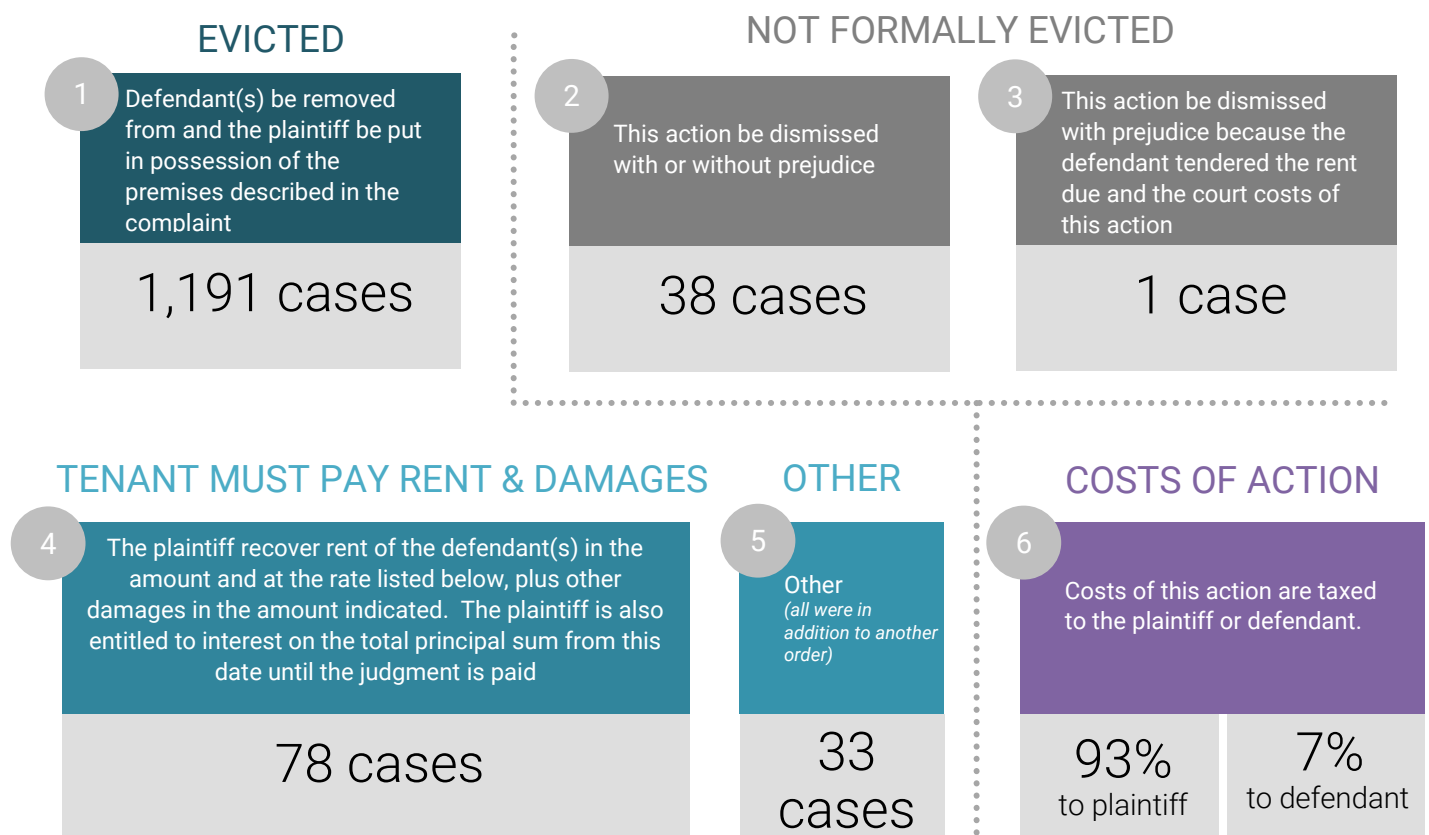 EVICTED
1
Defendant(s) be removed
from and the plaintiff be put
in possession of the
premises described in the
complaint
1,191 cases
NOT FORMALLY EVICTED
2
This action be dismissed
with or without prejudice
38 cases
3
This action be dismissed
with prejudice because the
defendant tendered the rent
due and the court costs of
this action
1 case
TENANT MUST PAY RENT & DAMAGES
4
The plaintiff recover rent of the defendant(s) in the
amount and at the rate listed below, plus other
damages in the amount indicated. The plaintiff is also
entitled to interest on the total principal sum from this
date until the judgment is paid
78 cases
OTHER
5
Other
(all were in
addition to another
order)
33
cases
COSTS OF ACTION
6
Costs of this action are taxed
to the plaintiff or defendant.
93%
to plaintiff
7%
to defendant